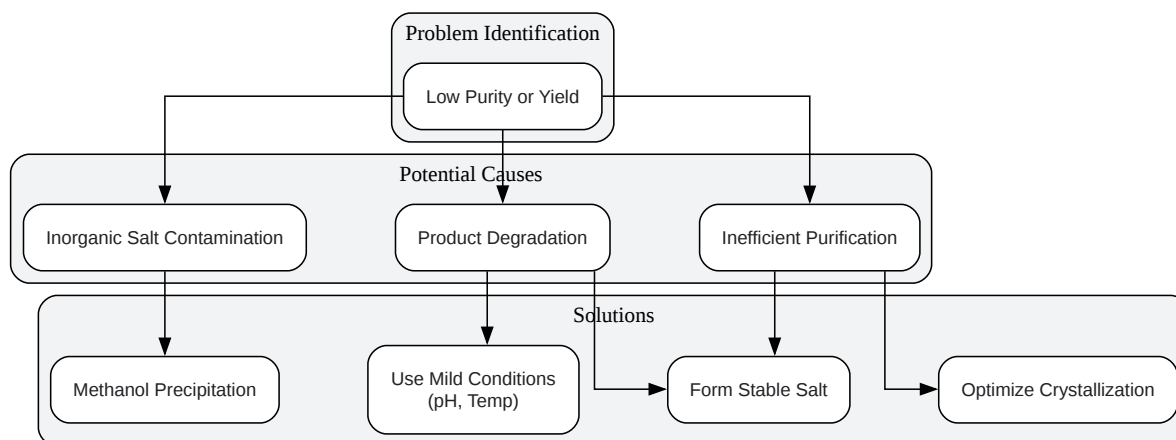 Problem Identification
Low Purity or Yield
Potential Causes
Inorganic Salt Contamination
Product Degradation
Inefficient Purification
Solutions
Methanol Precipitation
Use Mild Conditions
(pH, Temp)
Form Stable Salt
Optimize Crystallization